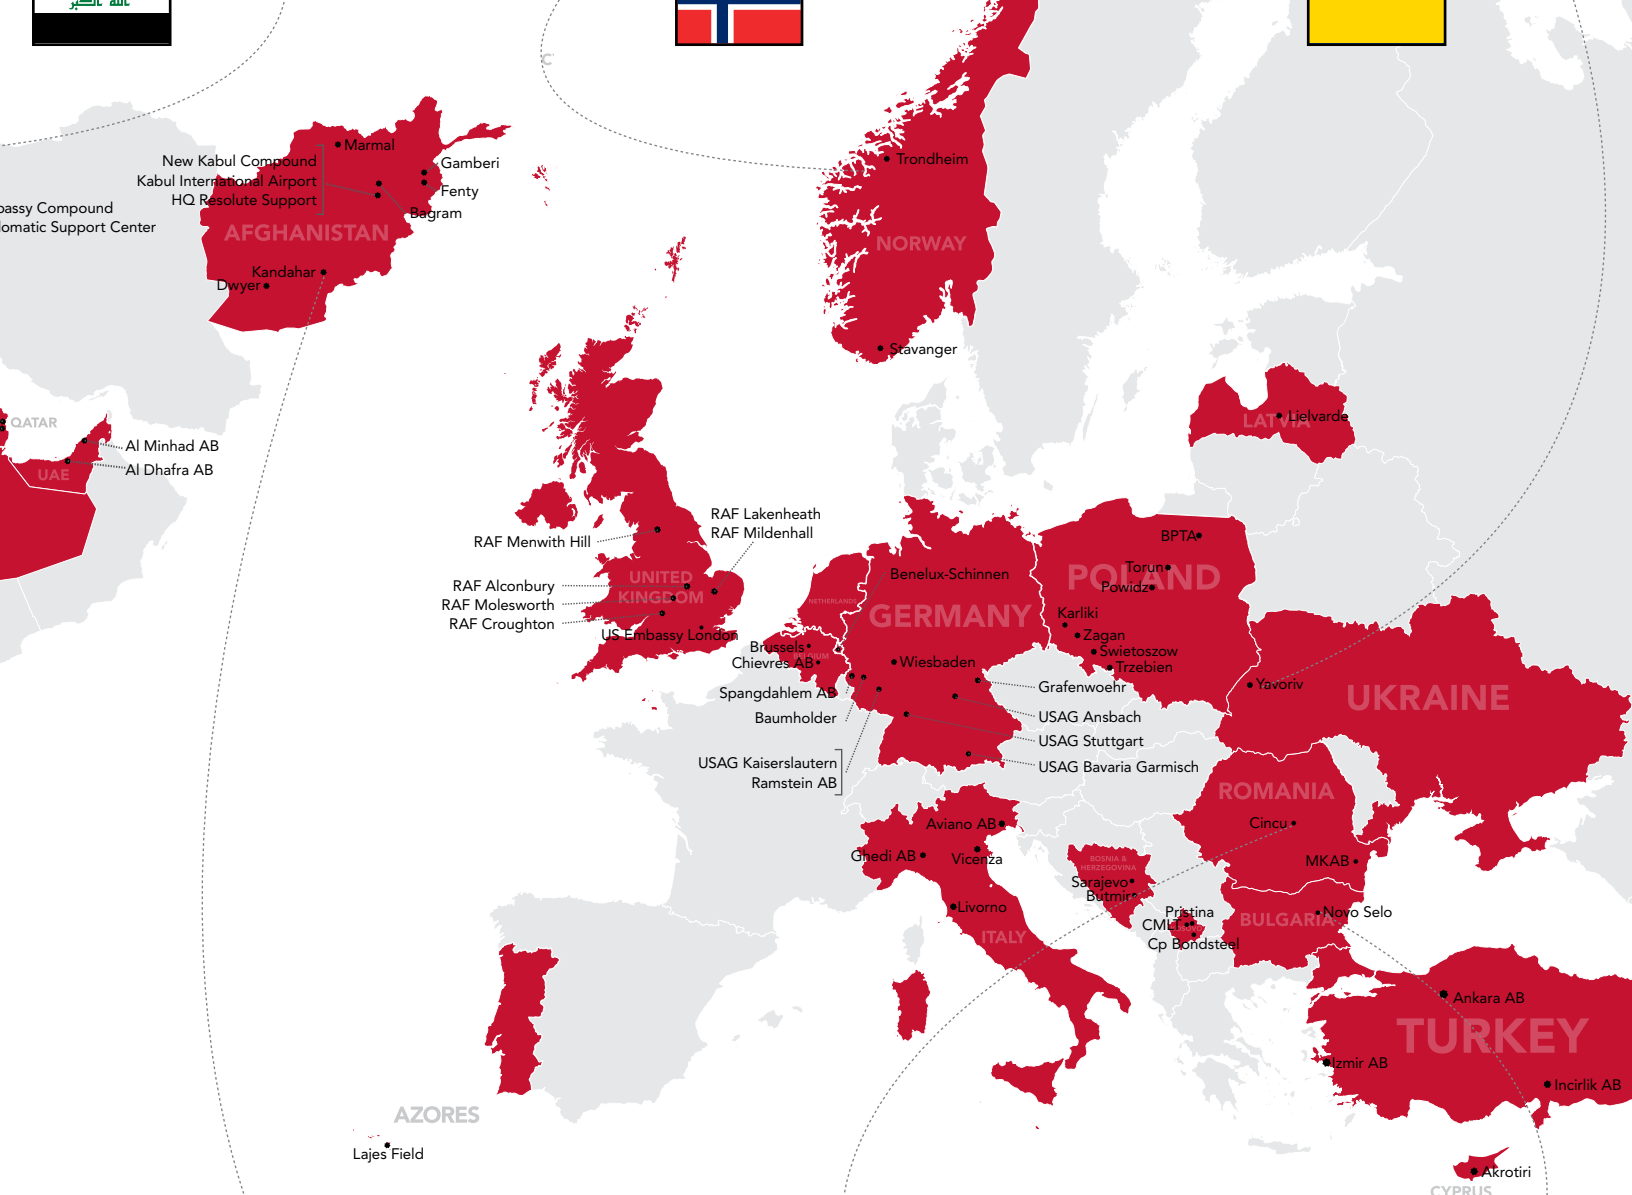 Marmal
New Kabul Compound
Kabul International Airport
HQ Resolute Support
Gamberi
Fenty
Bagram
AFGHANISTAN
Kandahar
Dwyer
Compound
Support Center
QATAR
UAE
Al Minhad AB
Al Dhafra AB
C
Trondheim
NORWAY
Stavanger
LATVIA
Lielvarde
RAF Lakenheath
RAF Mildenhall
RAF Menwith Hill
UNITED
KINGDOM
RAF Alconbury
RAF Molesworth
RAF Croughton
US Embassy London
Benelux-Schinnen
NETHERLANDS
GERMANY
Brussels
BELGIUM
Chievres AB
Spangdahlem AB
Baumholder
USAG Kaiserslautern
Ramstein AB
Wiesbaden
Grafenwoehr
USAG Ansbach
USAG Stuttgart
USAG Bavaria Garmisch
BPTA
Torun
POLAND
Powidz
Karliki
Zagan
Swietoszow
Trzebien
Yavoriv
UKRAINE
ROMANIA
Cincu
MKAB
Aviano AB
Ghedi AB
Vicenza
Livorno
ITALY
BOSNIA &
HERZEGOVINA
Sarajevo
Butmir
Pristina
CMLT
Cp Bondsteel
BULGARIA
Novo Selo
Ankara AB
TURKEY
Izmir AB
Incirlik AB
AZORES
Lajes Field
Akrotiri
CYPRUS